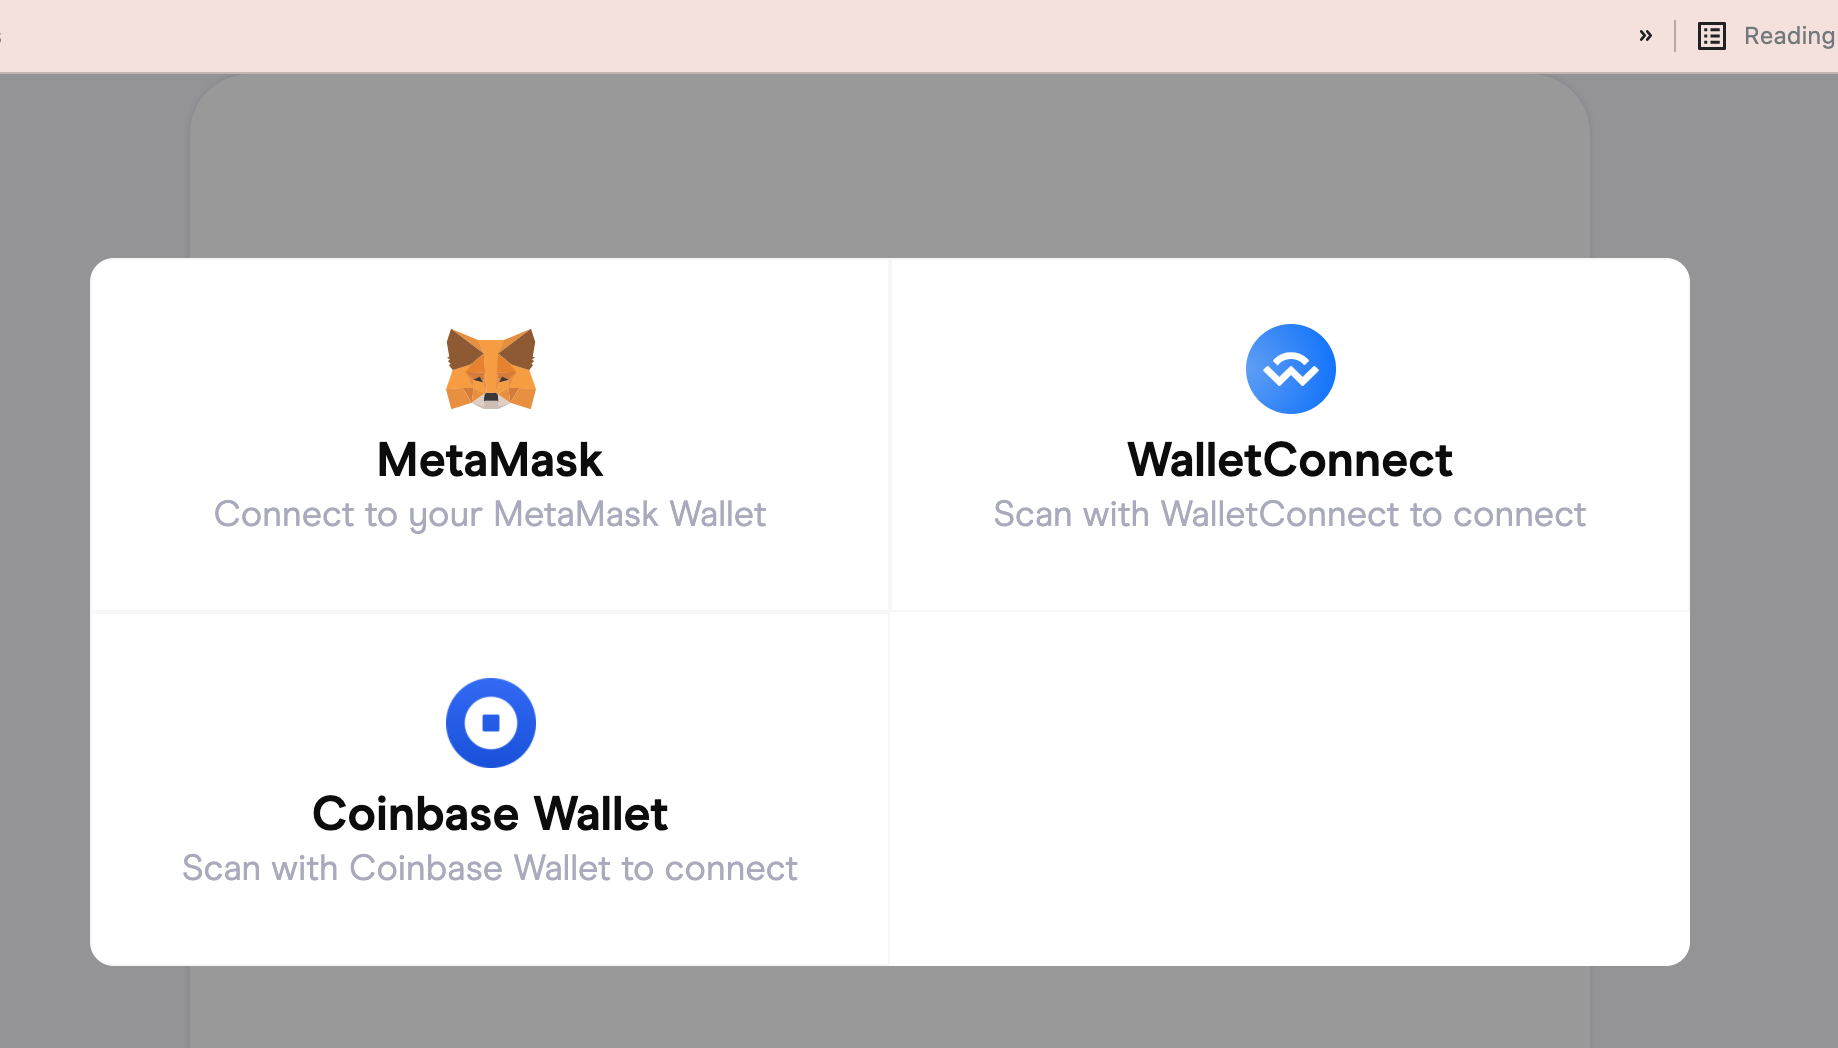 »
Reading
MetaMask
Connect to your MetaMask Wallet
WalletConnect
Scan with WalletConnect to connect
Coinbase Wallet
Scan with Coinbase Wallet to connect